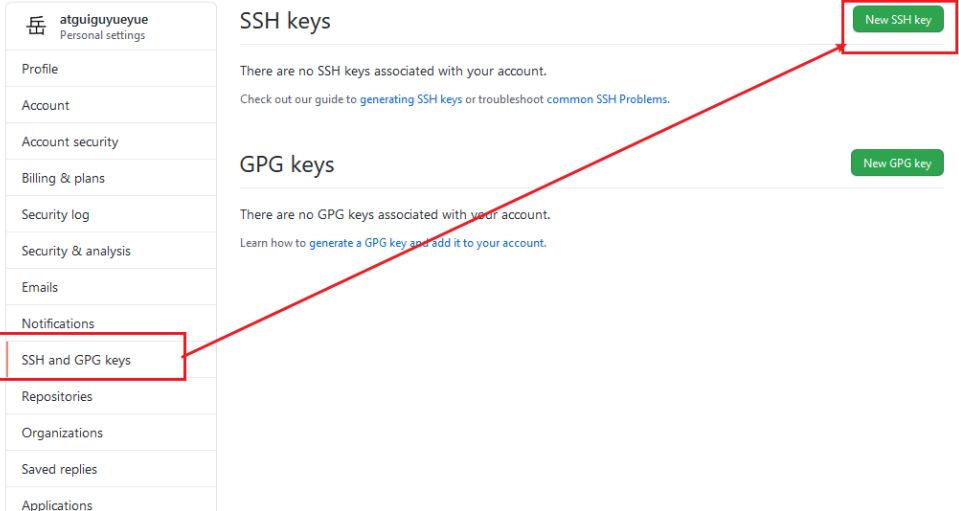 岳
atguiguyueyue
Personal settings
Profile
Account
Account security
Billing & plans
Security log
Security & analysis
Emails
Notifications
SSH and GPG keys
Repositories
Organizations
Saved replies
Applications
SSH keys
New SSH key
There are no SSH keys associated with your account.
Check out our guide to generating SSH keys or troubleshoot common SSH Problems.
GPG keys
New GPG key
There are no GPG keys associated with your account.
Learn how to generate a GPG key and add it to your account.